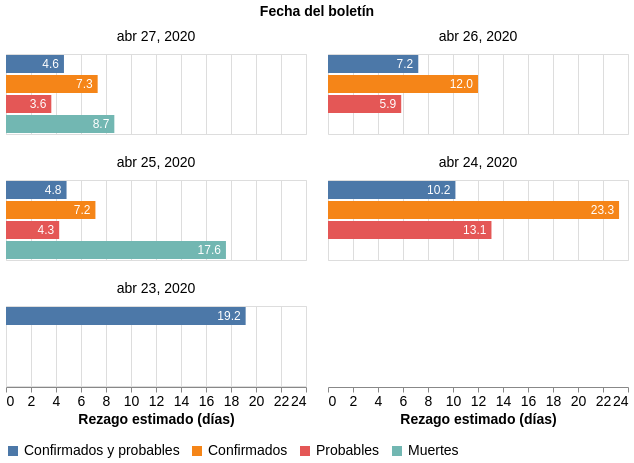 Fecha del boletín
abr 27, 2020
abr 26, 2020
4.6
7.3
3.6
8.7
7.2
12.0
5.9
abr 25, 2020
abr 24, 2020
4.8
7.2
4.3
17.6
10.2
23.3
13.1
abr 23, 2020
19.2
0 2 4 6 8 10 12 14 16 18 20 22 24
0 2 4 6 8 10 12 14 16 18 20 22 24
Rezago estimado (días)
Rezago estimado (días)
Confirmados y probables Confirmados Probables Muertes